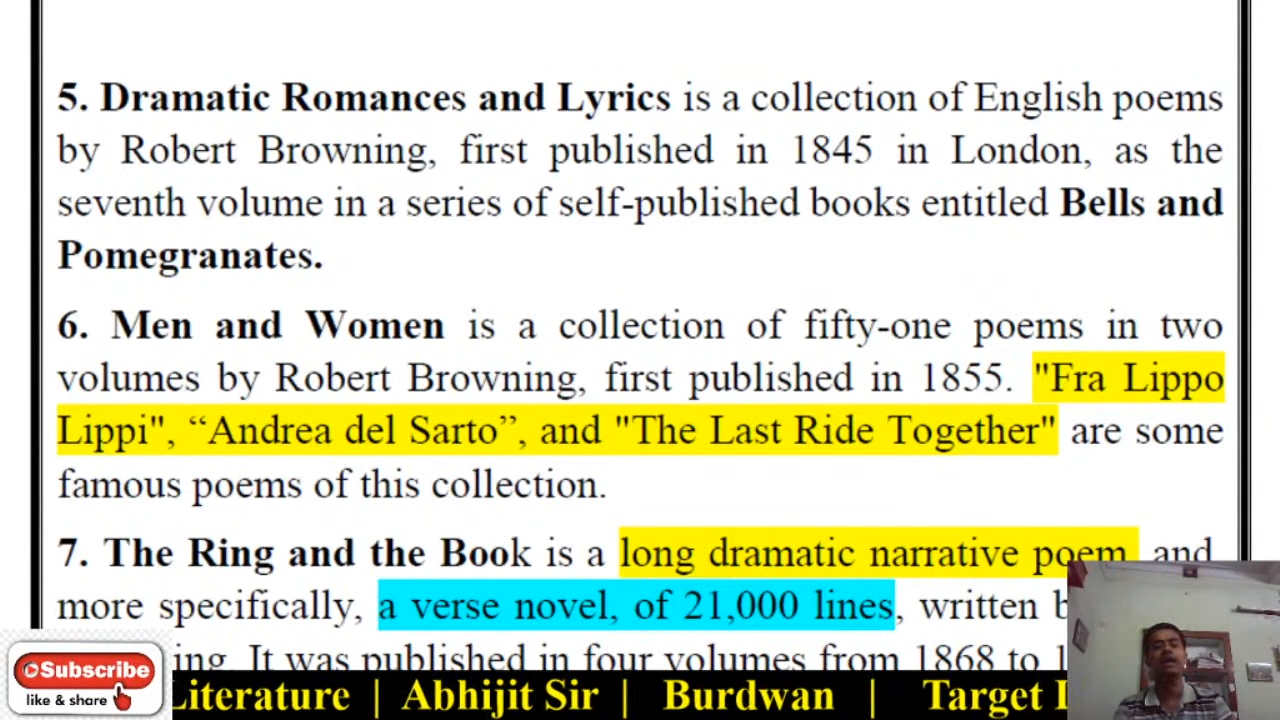 5. Dramatic Romances and Lyrics is a collection of English poems
by Robert Browning, first published in 1845 in London, as the
seventh volume in a series of self-published books entitled Bells and
Pomegranates.
6. Men and Women is a collection of fifty-one poems in two
volumes by Robert Browning, first published in 1855. "Fra Lippo
Lippi", “Andrea del Sarto”, and "The Last Ride Together" are some
famous poems of this collection.
7. The Ring and the Book is a long dramatic narrative poem, and,
more specifically, a verse novel, of 21,000 lines, written
It was published in four volumes from 1868 to
Subscribe
like & share
Literature | Abhijit Sir | Burdwan | Target